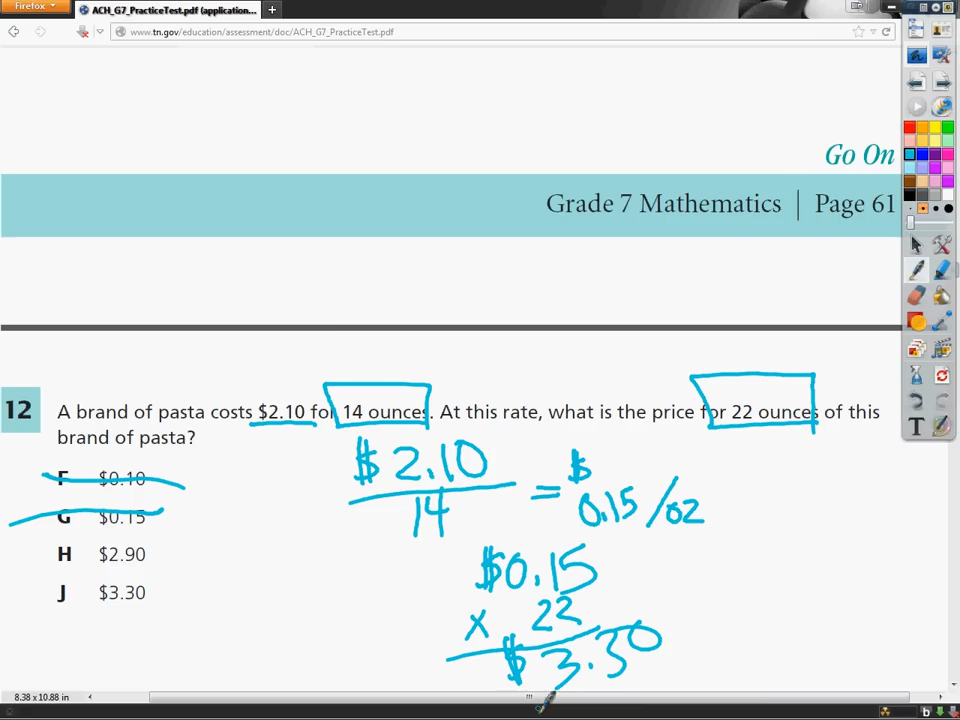 Firefox
ACH_G7_PracticeTest.pdf (application...
www.tn.gov/education/assessment/doc/ACH_G7_PracticeTest.pdf
Go On
Grade 7 Mathematics | Page 61
12 A brand of pasta costs $2.10 for 14 ounces. At this rate, what is the price for 22 ounces of this
brand of pasta?
F $0.10
G $0.15
H $2.90
J $3.30
$2.10
14
= $0.15/oz
$0.15
x 22
$3.30
8.38 x 10.88 in